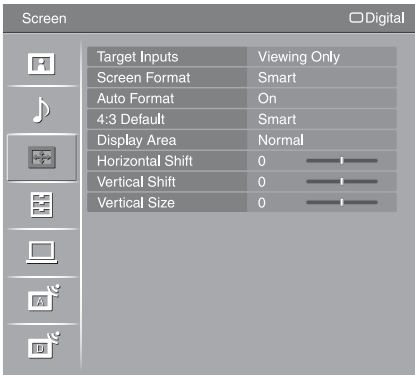 Screen Digital
Target Inputs Viewing Only
Screen Format Smart
Auto Format On
4:3 Default Smart
Display Area Normal
Horizontal Shift 0
Vertical Shift 0
Vertical Size 0
A
D